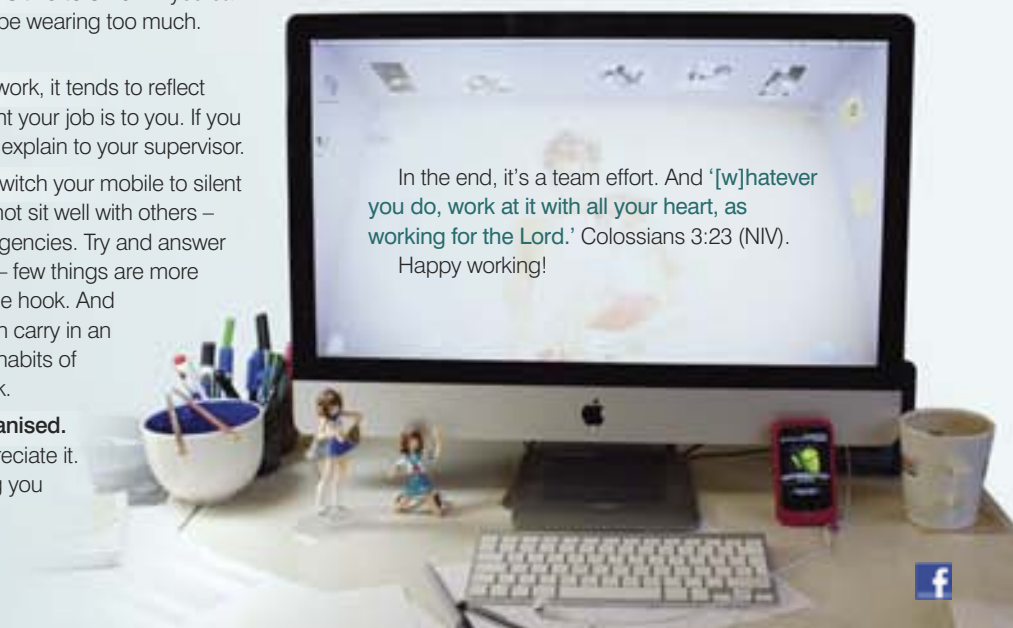 be wearing too much.
work, it tends to reflect
nt your job is to you. If you
explain to your supervisor.
witch your mobile to silent
not sit well with others –
gencies. Try and answer
– few things are more
e hook. And
n carry in an
habits of
k.
anised.
reciate it.
g you
In the end, it's a team effort. And '[w]hatever
you do, work at it with all your heart, as
working for the Lord.' Colossians 3:23 (NIV).
Happy working!
f